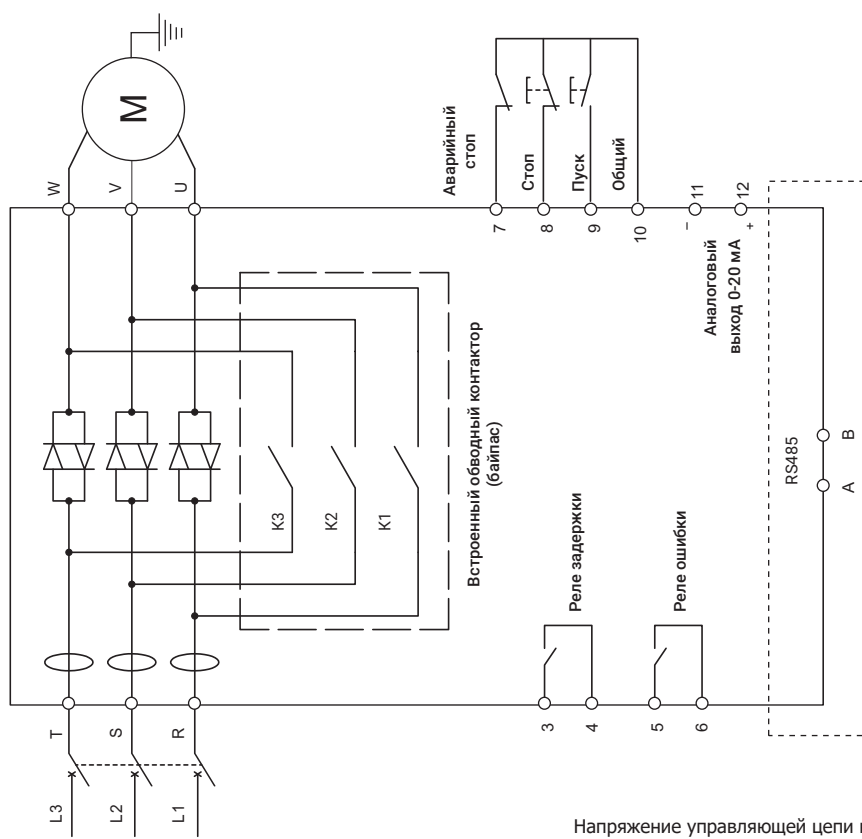 L3
L2
L1
T
S
R
W
V
U
M
K3
K2
K1
Встроенный обводный контактор
(байпас)
Аварийный
стоп
Стоп
Пуск
Общий
7
8
9
10
11
12
–
+
Аналоговый
выход 0-20 мА
Реле задержки
3
4
Реле ошибки
5
6
RS485
A
B
Напряжение управляющей цепи